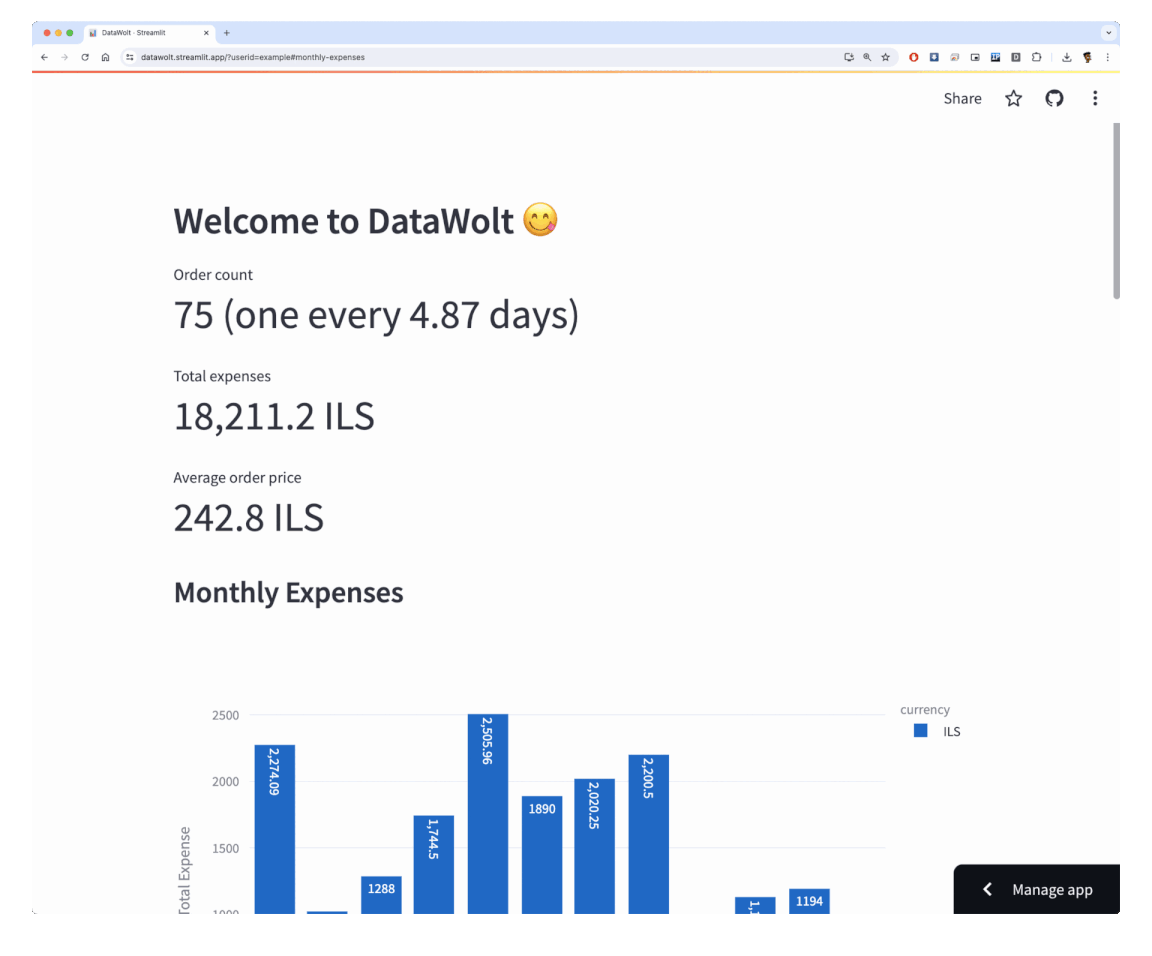 DataWolt · Streamlit
datawolt.streamlit.app/?userid=example#monthly-expenses
Share
Welcome to DataWolt 😋
Order count
75 (one every 4.87 days)
Total expenses
18,211.2 ILS
Average order price
242.8 ILS
Monthly Expenses
currency
ILS
2500
2000
1500
1000
Total Expense
2,274.09
1288
1,744.5
2,505.96
1890
2,020.25
2,200.5
1194
Manage app